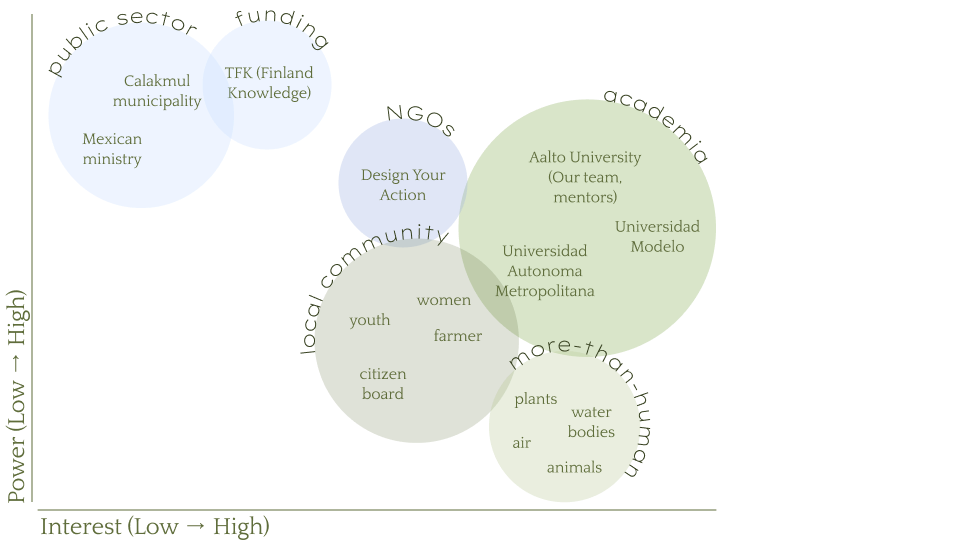 public sector
Calakmul
municipality
Mexican
ministry
funding
TFK (Finland
Knowledge)
NGOs
Design Your
Action
academia
Aalto University
(Our team,
mentors)
Universidad
Modelo
Universidad
Autonoma
Metropolitana
local community
women
youth
farmer
citizen
board
more-than-human
plants
water
bodies
air
animals
Power (Low → High)
Interest (Low → High)